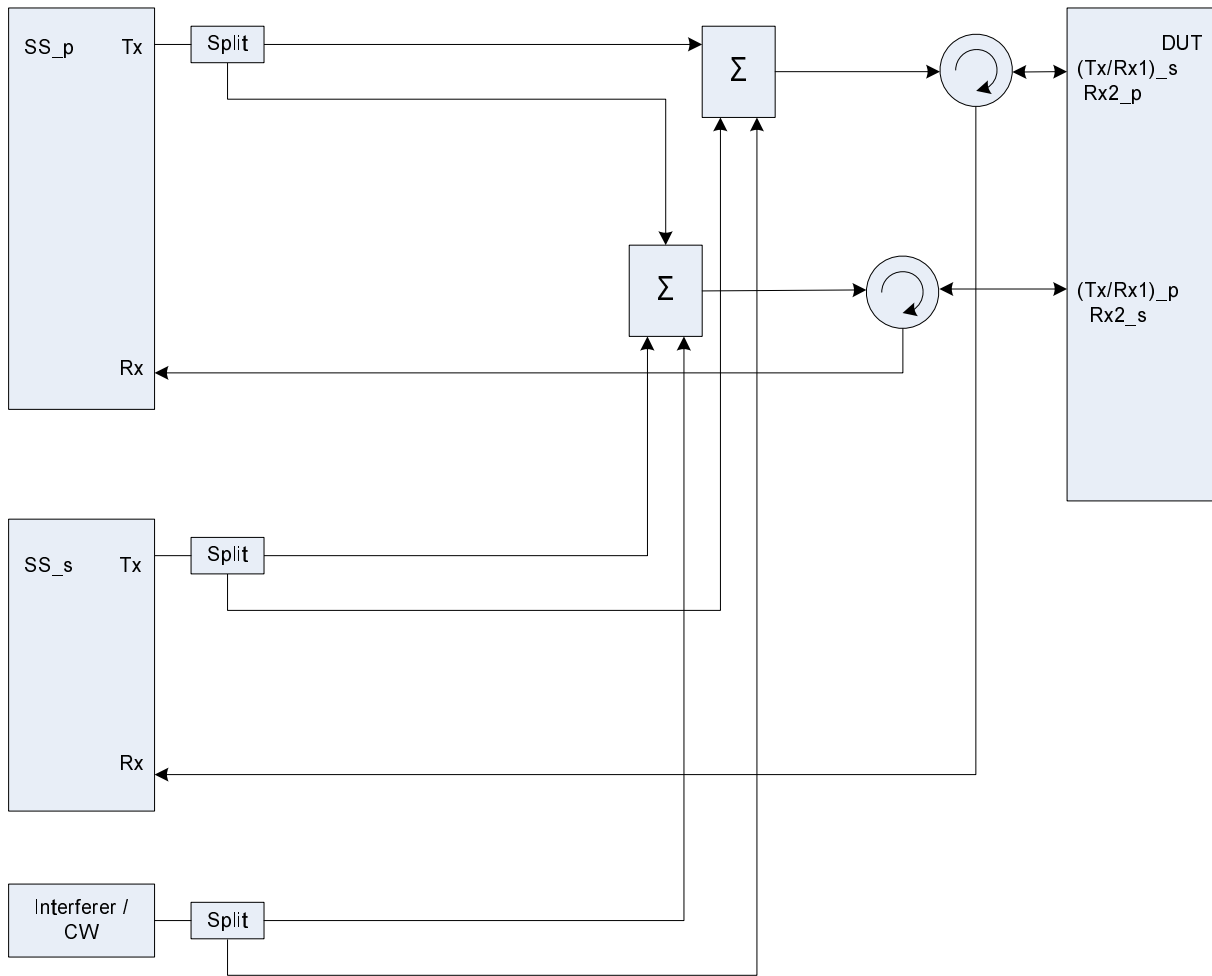 SS_p Tx
Split
Σ
DUT
(Tx/Rx1)_s
Rx2_p
Σ
(Tx/Rx1)_p
Rx2_s
Rx
SS_s Tx
Split
Rx
Interferer /
CW
Split